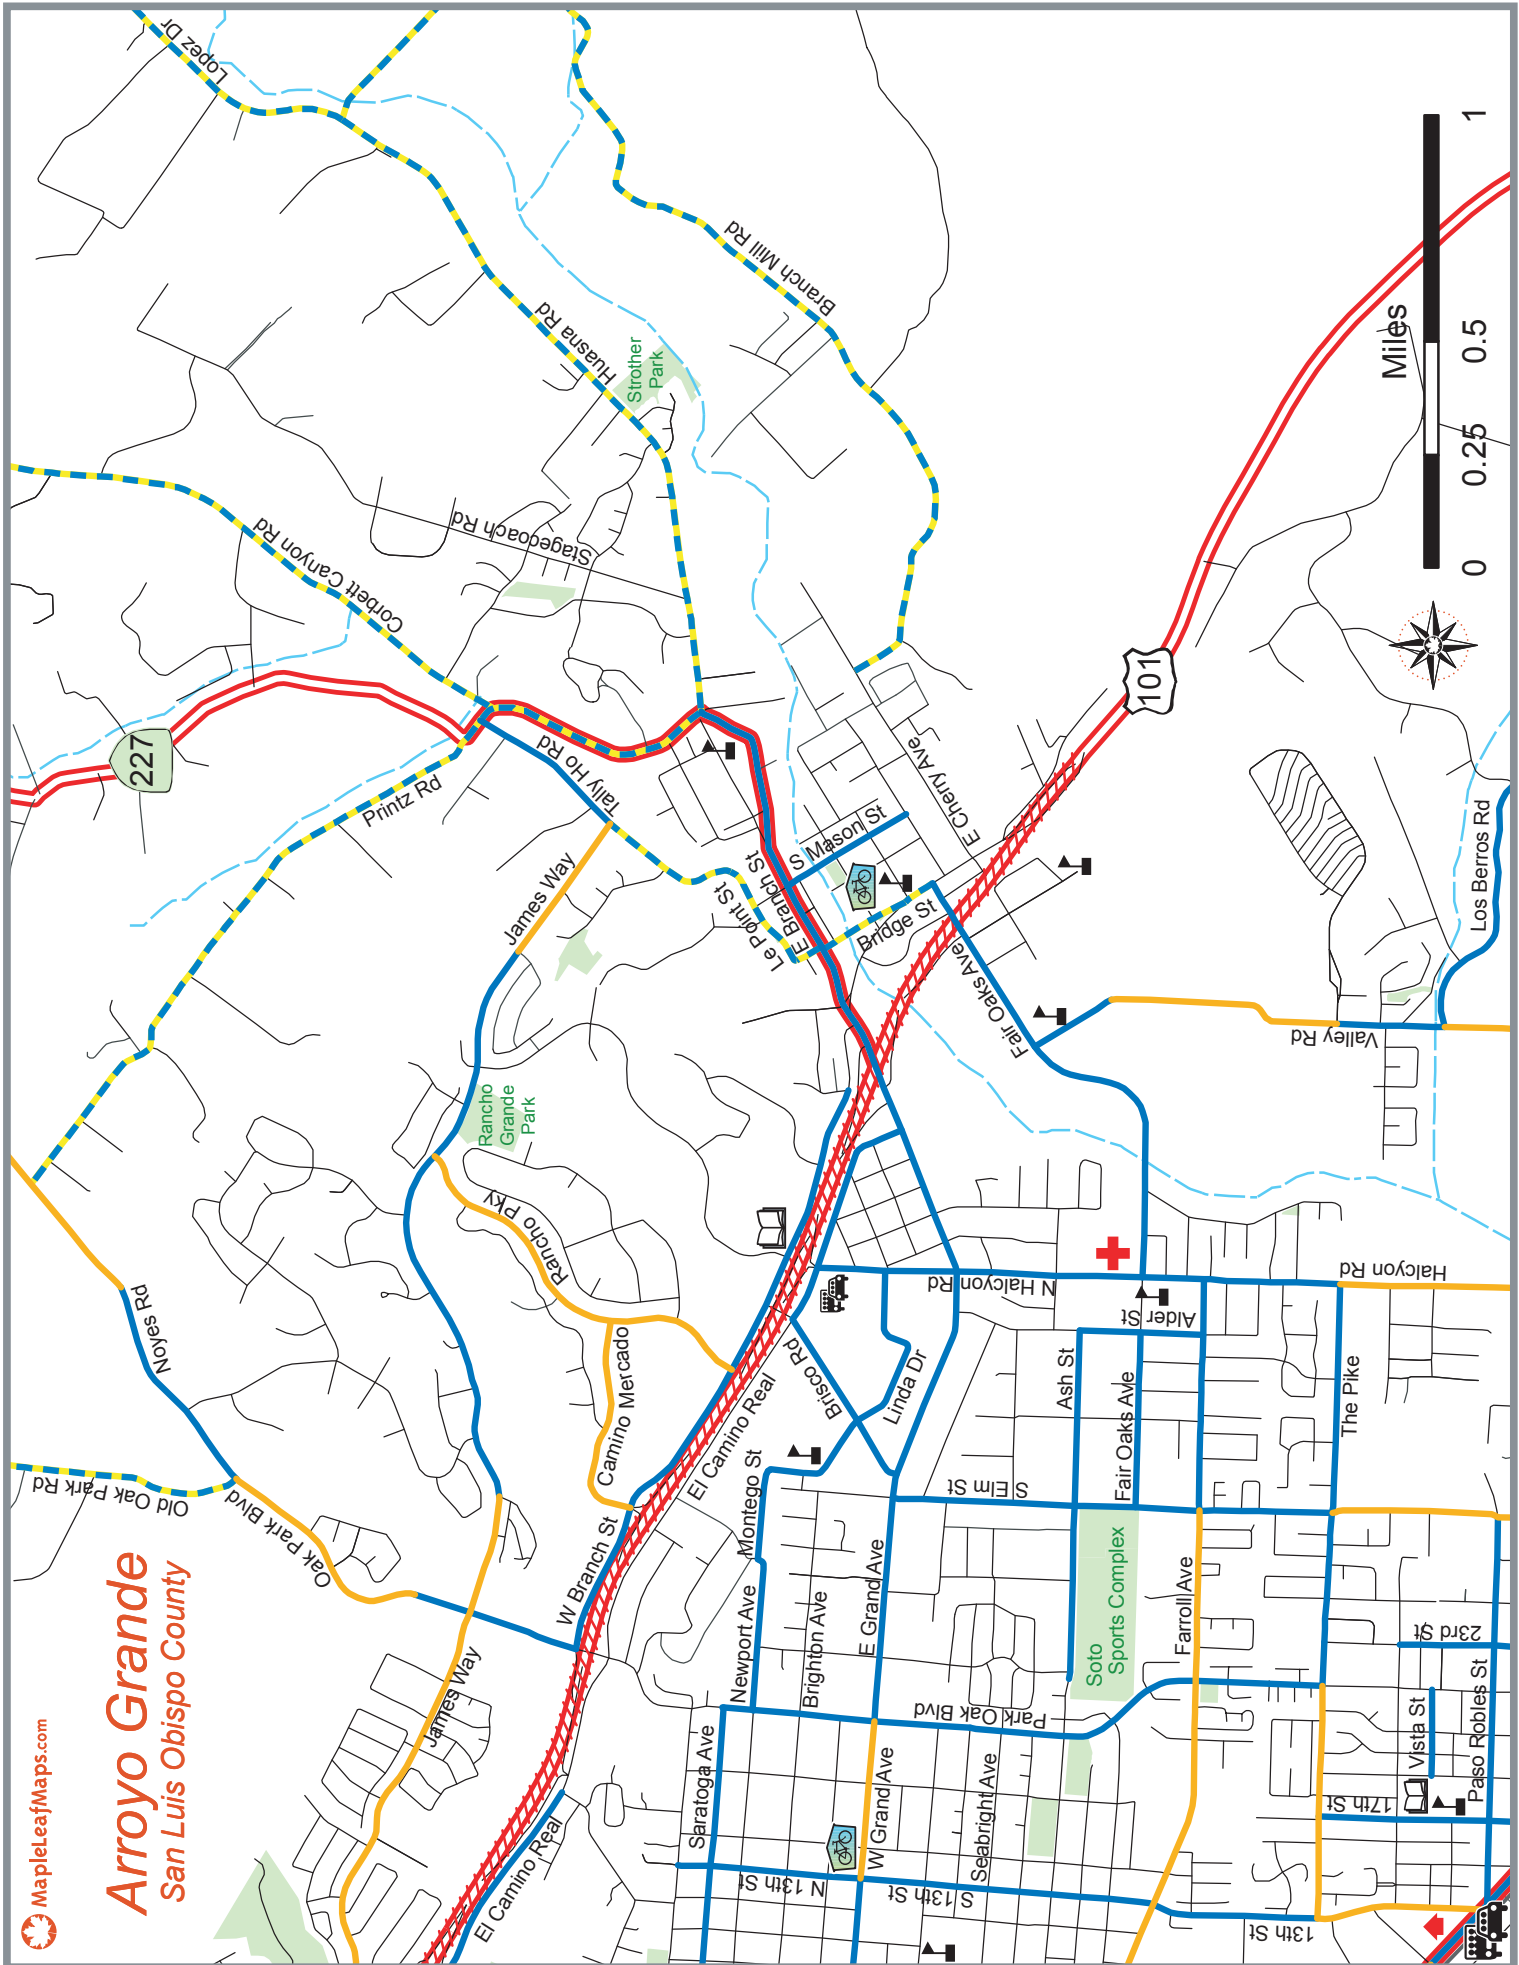 MapleLeafMaps.com
Arroyo Grande
San Luis Obispo County
Old Oak Park Rd
Oak Park Blvd
Noyes Rd
Printz Rd
227
Corbett Canyon Rd
Lopez Dr
Huasna Rd
Stagecoach Rd
Strother
Park
Branch Mill Rd
Tally Ho Rd
James Way
Rancho
Grande
Park
Rancho Pky
Camino Mercado
James Way
W Branch St
El Camino Real
El Camino Real
Le Point St
E Branch St
S Mason St
Bridge St
E Cherry Ave
Fair Oaks Ave
101
Valley Rd
Los Berros Rd
Brisco Rd
Linda Dr
Montego St
Newport Ave
Brighton Ave
E Grand Ave
Saratoga Ave
N 13th St
W Grand Ave
S 13th St
13th St
Seabright Ave
Park Oak Blvd
S Elm St
N Halcyon Rd
Halcyon Rd
Ash St
Alder St
Fair Oaks Ave
Soto
Sports Complex
Farroll Ave
The Pike
23rd St
Vista St
17th St
Paso Robles St
Miles
0
0.25
0.5
1